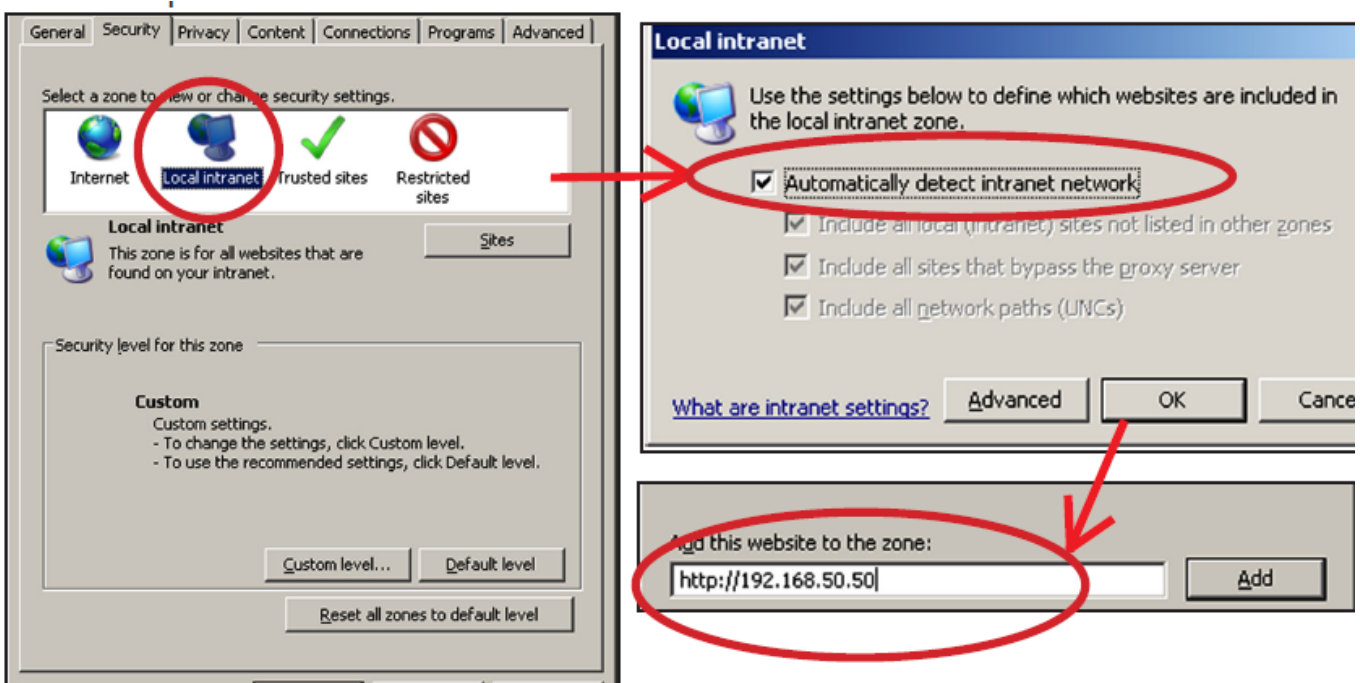 General Security Privacy Content Connections Programs Advanced
Select a zone to view or change security settings.
Internet Local intranet Trusted sites Restricted
sites
Local intranet
This zone is for all websites that are
found on your intranet.
Sites
Security level for this zone
Custom
Custom settings.
- To change the settings, click Custom level.
- To use the recommended settings, click Default level.
Custom level... Default level
Reset all zones to default level
Local intranet
Use the settings below to define which websites are included in
the local intranet zone.
Automatically detect intranet network
Include all local (intranet) sites not listed in other zones
Include all sites that bypass the proxy server
Include all network paths (UNCs)
What are intranet settings? Advanced OK Cance
Add this website to the zone:
http://192.168.50.50 Add